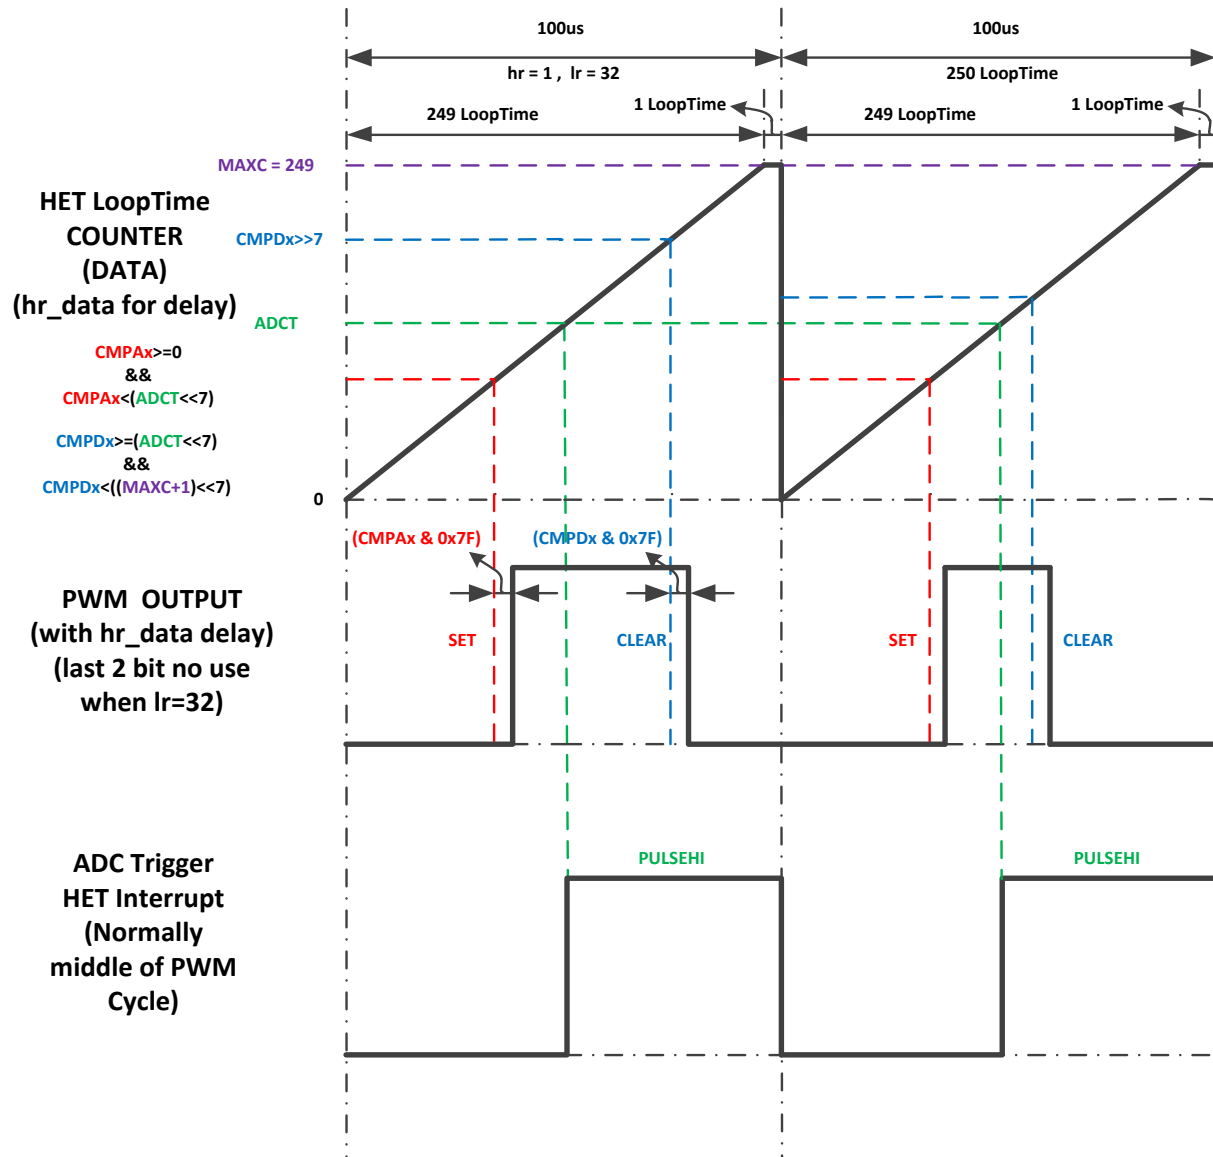 100us
100us
hr = 1 ,  lr = 32
250 LoopTime
1 LoopTime
1 LoopTime
249 LoopTime
249 LoopTime
MAXC = 249
HET LoopTime
COUNTER
(DATA)
(hr_data for delay)
CMPDx>>7
ADCT
CMPAx>=0
&&
CMPAx<(ADCT<<7)
CMPDx>=(ADCT<<7)
&&
CMPDx<((MAXC+1)<<7)
0
(CMPAx & 0x7F)
(CMPDx & 0x7F)
PWM  OUTPUT
(with hr_data delay)
(last 2 bit no use
when lr=32)
SET
CLEAR
SET
CLEAR
ADC Trigger
HET Interrupt
(Normally
middle of PWM
Cycle)
PULSEHI
PULSEHI